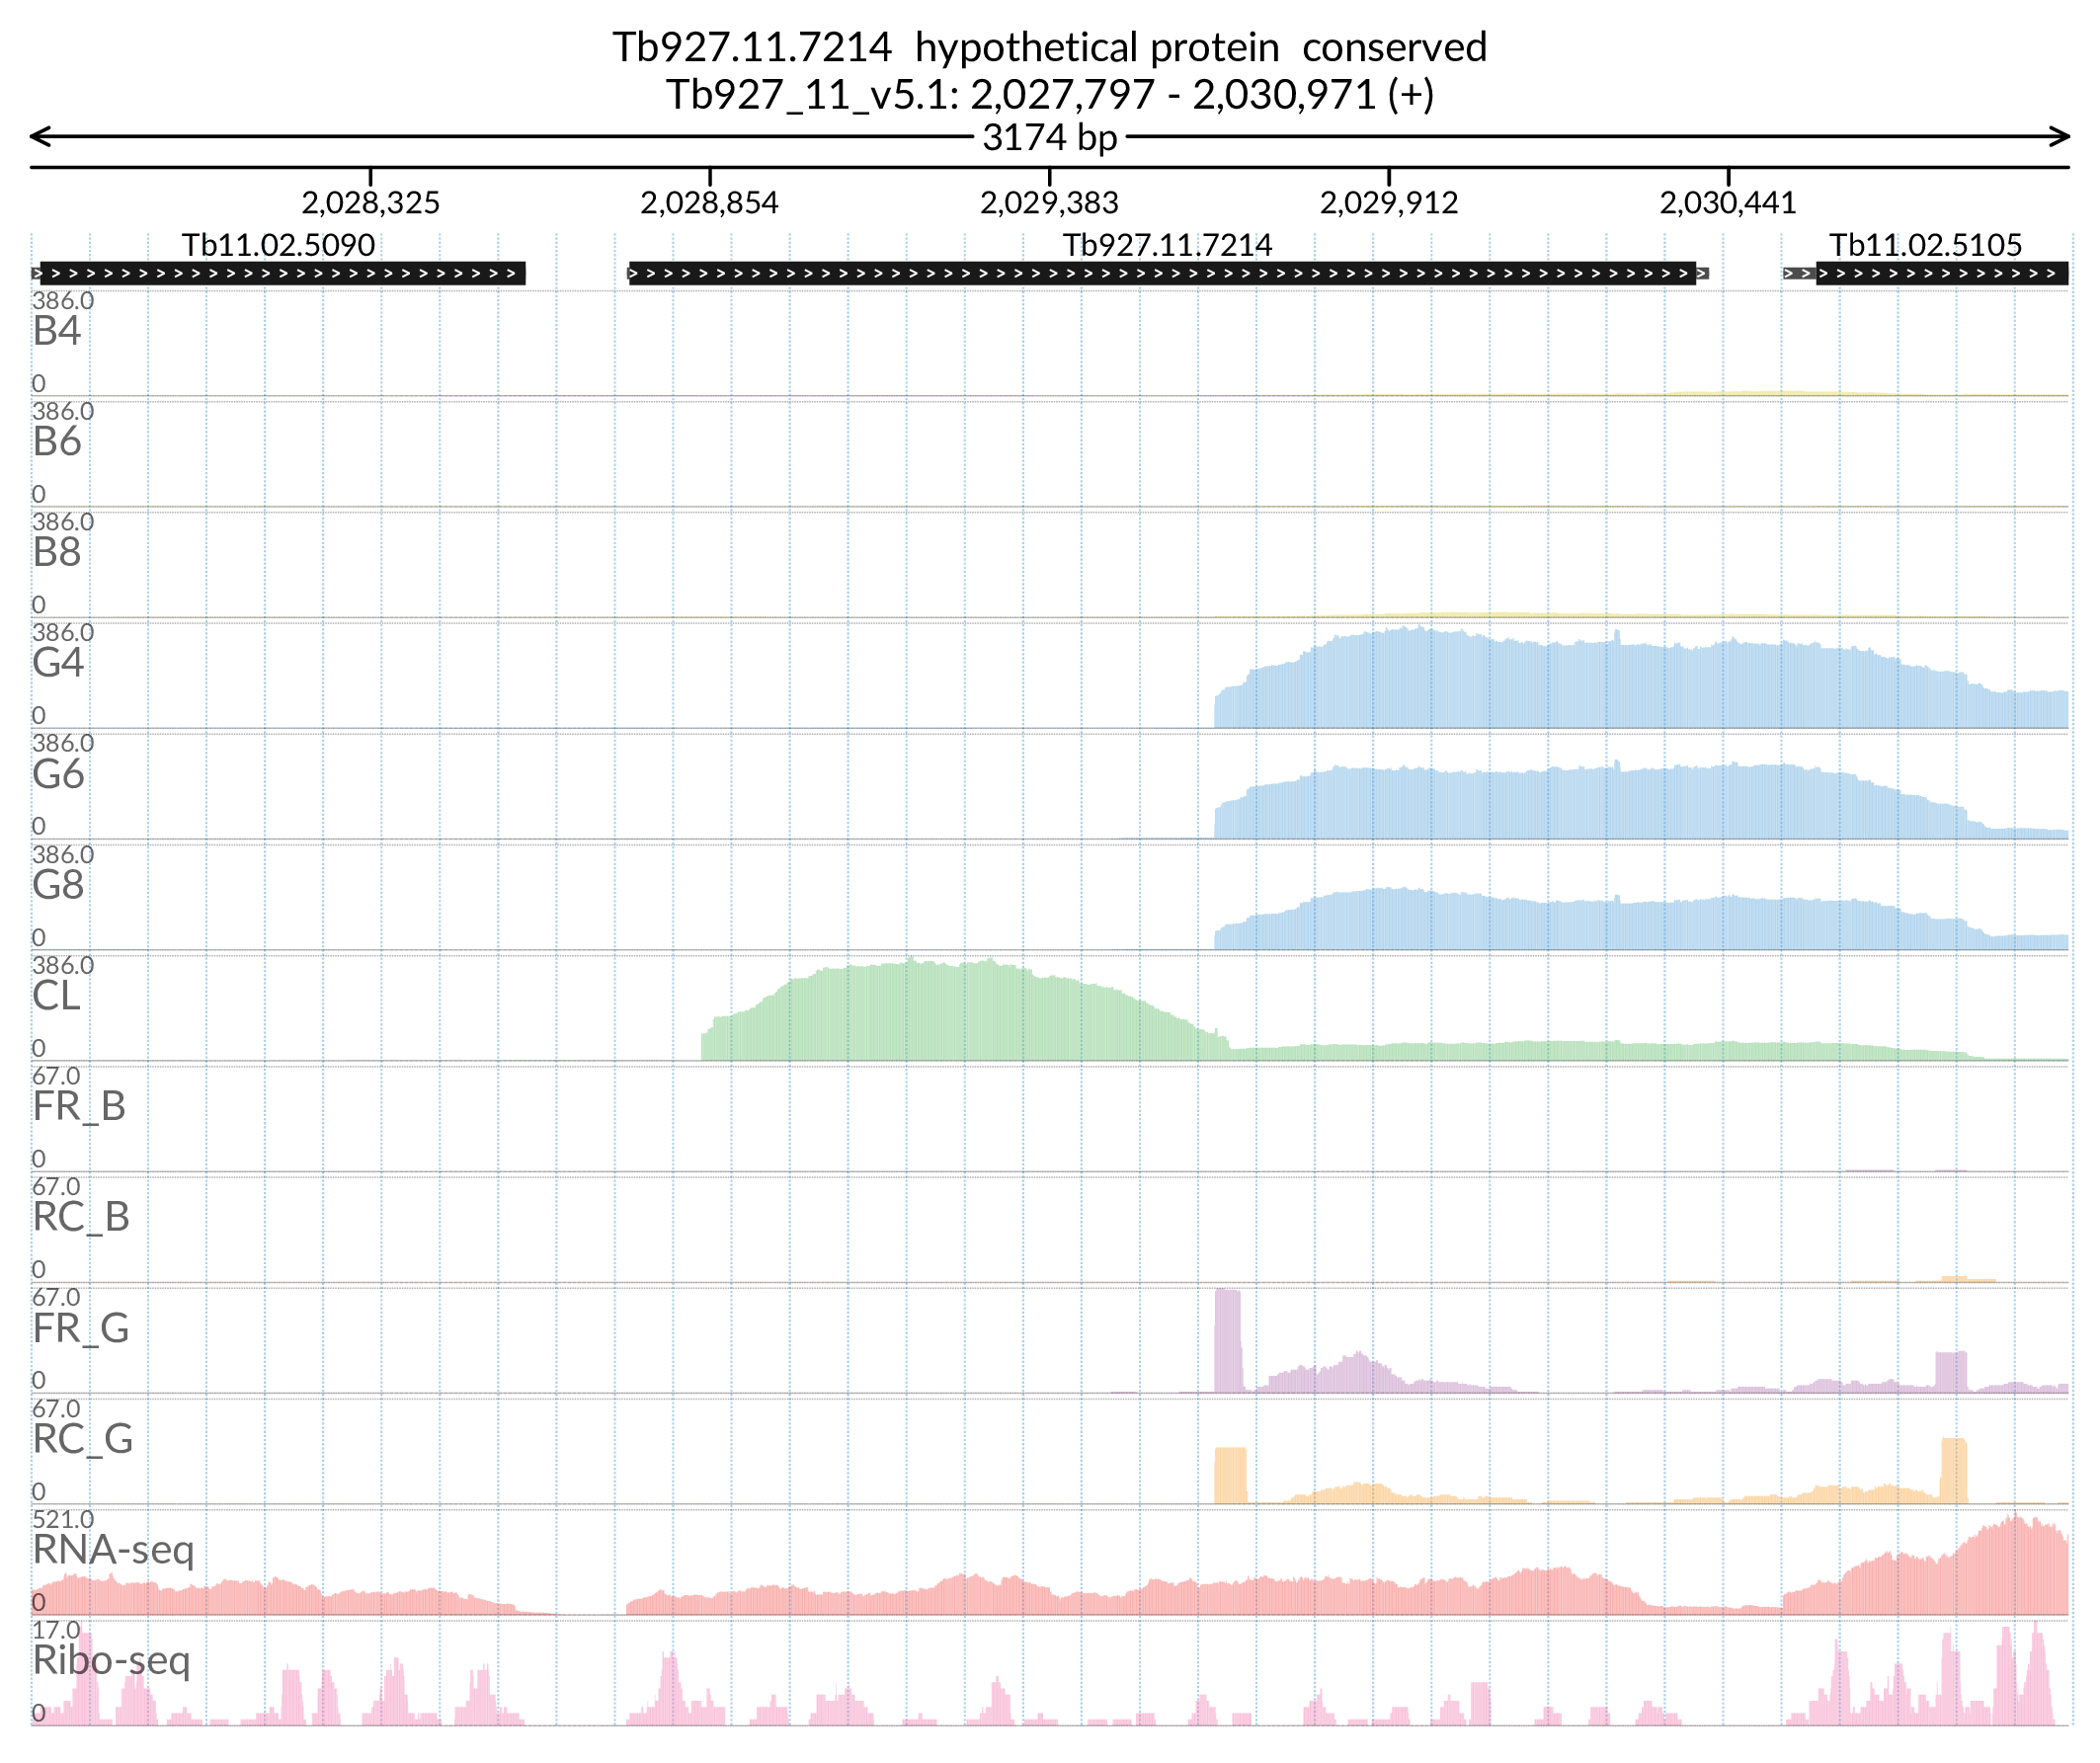 Tb927.11.7214 hypothetical protein conserved
Tb927_11_v5.1: 2,027,797 - 2,030,971 (+)
3174 bp
2,028,325 2,028,854 2,029,383 2,029,912 2,030,441
Tb11.02.5090 Tb927.11.7214 Tb11.02.5105
386.0
B4
0
386.0
B6
0
386.0
B8
0
386.0
G4
0
386.0
G6
0
386.0
G8
0
386.0
CL
0
67.0
FR_B
0
67.0
RC_B
0
67.0
FR_G
0
67.0
RC_G
0
521.0
RNA-seq
0
17.0
Ribo-seq
0